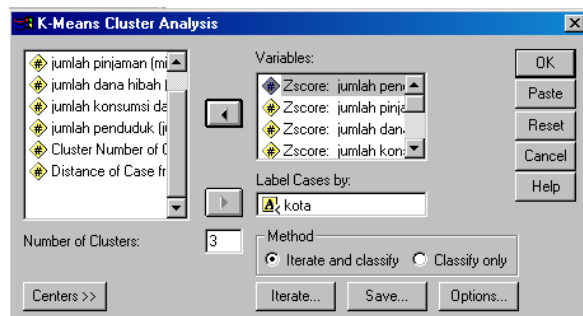 K-Means Cluster Analysis
jumlah pinjaman (mi
jumlah dana hibah
jumlah konsumsi da
jumlah penduduk (j
Cluster Number of
Distance of Case fr
Variables:
Zscore: jumlah pen
Zscore: jumlah pinja
Zscore: jumlah dan
Zscore: jumlah kon
Label Cases by:
kota
Number of Clusters:
3
Method
Iterate and classify
Classify only
Centers >>
Iterate...
Save...
Options...
OK
Paste
Reset
Cancel
Help